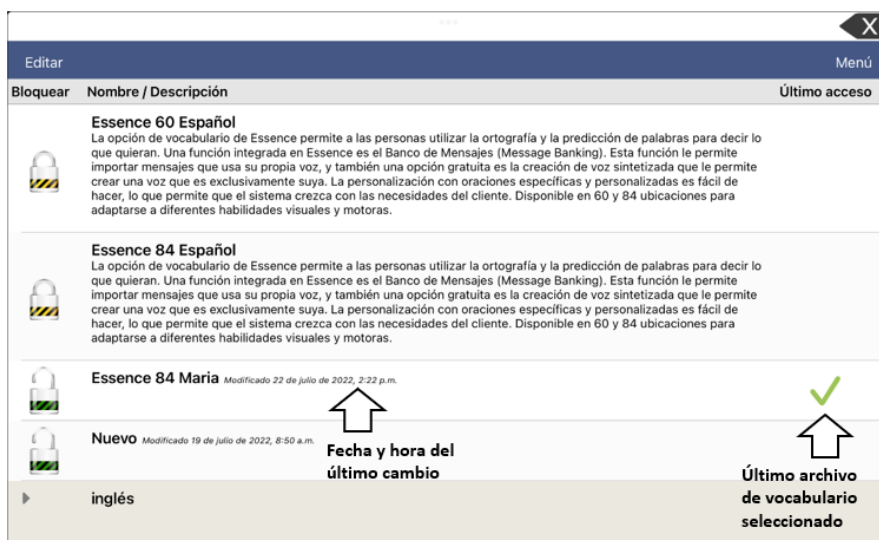 X
Editar Menú
Bloquear Nombre / Descripción Último acceso
Essence 60 Español
La opción de vocabulario de Essence permite a las personas utilizar la ortografía y la predicción de palabras para decir lo
que quieran. Una función integrada en Essence es el Banco de Mensajes (Message Banking). Esta función le permite
importar mensajes que usa su propia voz, y también una opción gratuita es la creación de voz sintetizada que le permite
crear una voz que es exclusivamente suya. La personalización con oraciones específicas y personalizadas es fácil de
hacer, lo que permite que el sistema crezca con las necesidades del cliente. Disponible en 60 y 84 ubicaciones para
adaptarse a diferentes habilidades visuales y motoras.
Essence 84 Español
La opción de vocabulario de Essence permite a las personas utilizar la ortografía y la predicción de palabras para decir lo
que quieran. Una función integrada en Essence es el Banco de Mensajes (Message Banking). Esta función le permite
importar mensajes que usa su propia voz, y también una opción gratuita es la creación de voz sintetizada que le permite
crear una voz que es exclusivamente suya. La personalización con oraciones específicas y personalizadas es fácil de
hacer, lo que permite que el sistema crezca con las necesidades del cliente. Disponible en 60 y 84 ubicaciones para
adaptarse a diferentes habilidades visuales y motoras.
Essence 84 Maria Modificado 22 de julio de 2022, 2:22 p.m.
Nuevo Modificado 19 de julio de 2022, 8:50 a.m.
Fecha y hora del
último cambio
Último archivo
de vocabulario
seleccionado
inglés